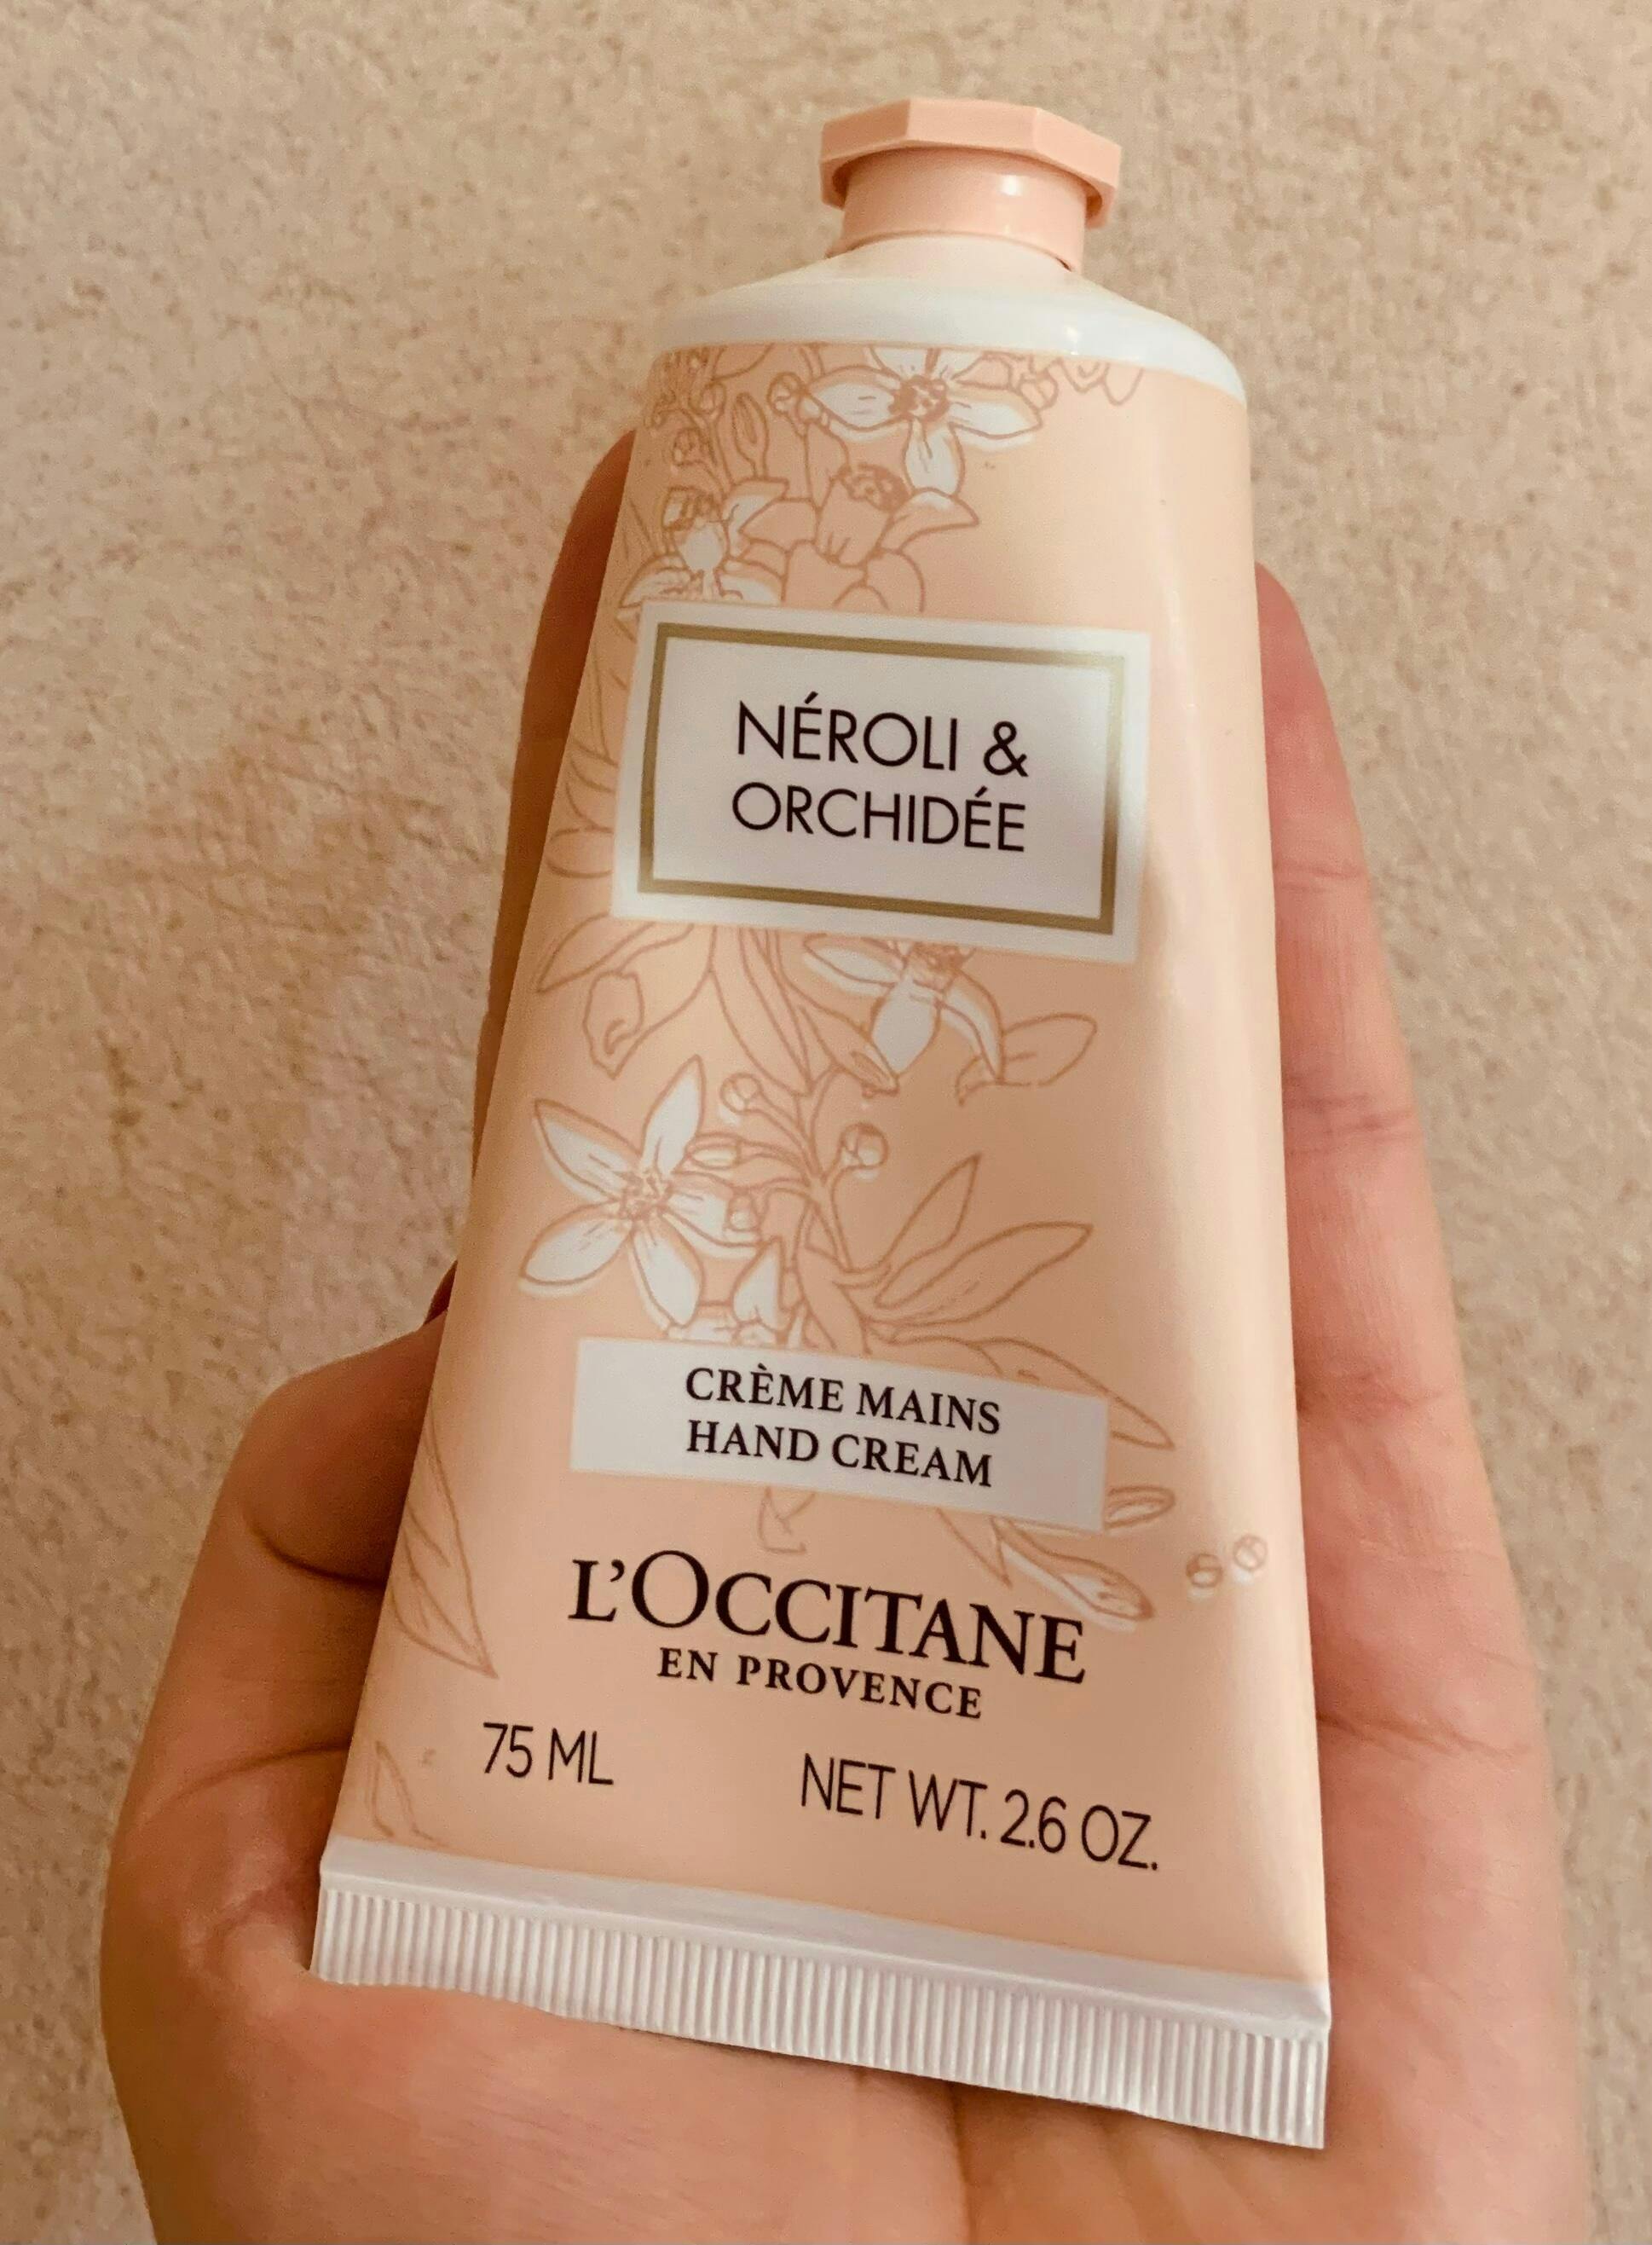 NÉROLI &
ORCHIDÉE
CRÈME MAINS
HAND CREAM
L'OCCITANE
EN PROVENCE
75 ML NET WT. 2.6 OZ.